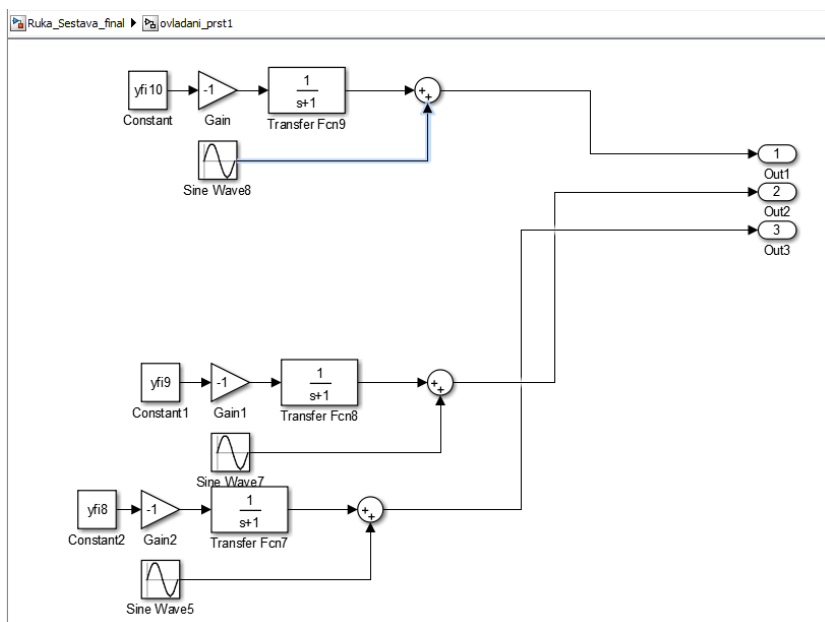 Ruka_Sestava_final ▶ ovladani_prst1
yfi10
-1
1
s+1
+
+
Constant
Gain
Transfer Fcn9
Sine Wave8
1
Out1
2
Out2
3
Out3
yfi9
-1
1
s+1
+
+
Constant1
Gain1
Transfer Fcn8
Sine Wave7
yfi8
-1
1
s+1
+
+
Constant2
Gain2
Transfer Fcn7
Sine Wave5